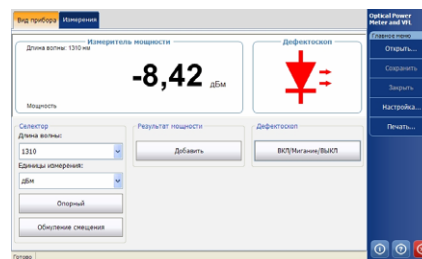 Вид прибора Измерения
Optical Power
Meter and VFL
Главное меню
Измеритель мощности
Дефектоскоп
Длина волны: 1310 нм
-8,42 дБм
Мощность
Открыть...
Сохранить
Закрыть
Настройка...
Печать...
Селектор
Результат мощности
Дефектоскоп
Длина волны:
1310
Добавить
ВКЛ/Мигание/ВЫКЛ
Единицы измерения:
дБм
Опорный
Обнуление смещения
Готово